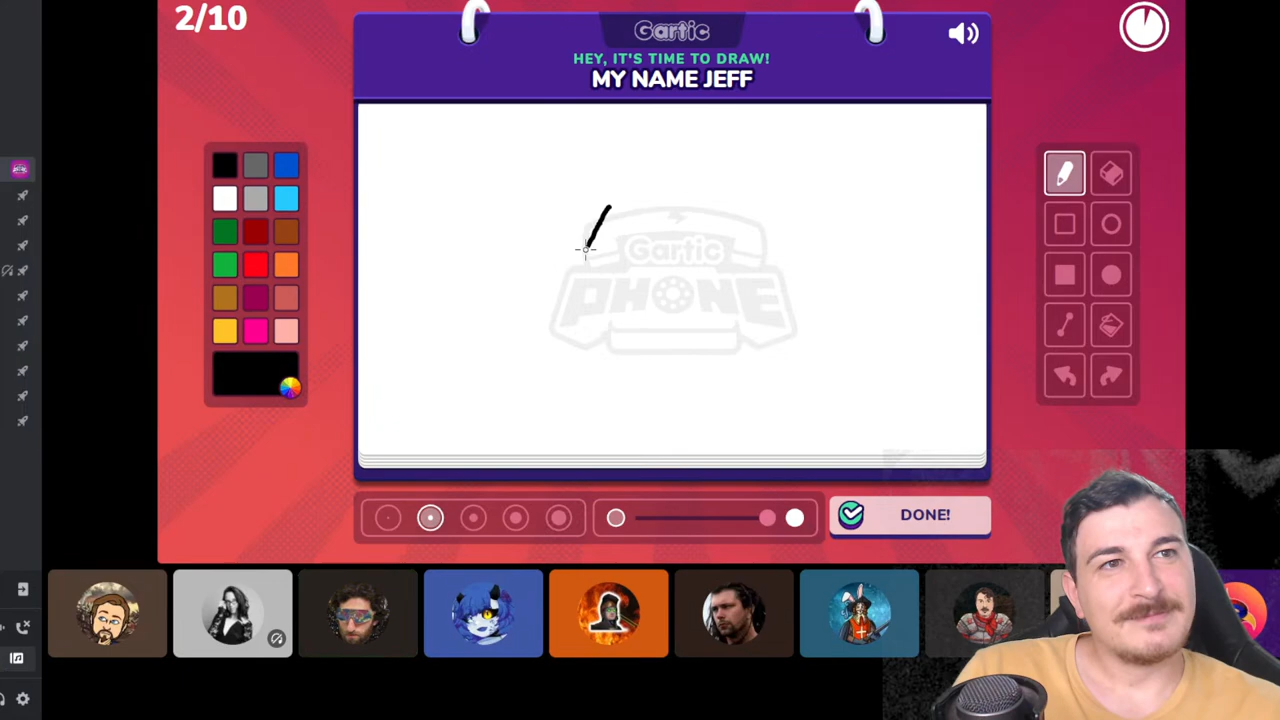 2/10
Gartic
HEY, IT'S TIME TO DRAW!
MY NAME JEFF
Gartic
PHONE
DONE!